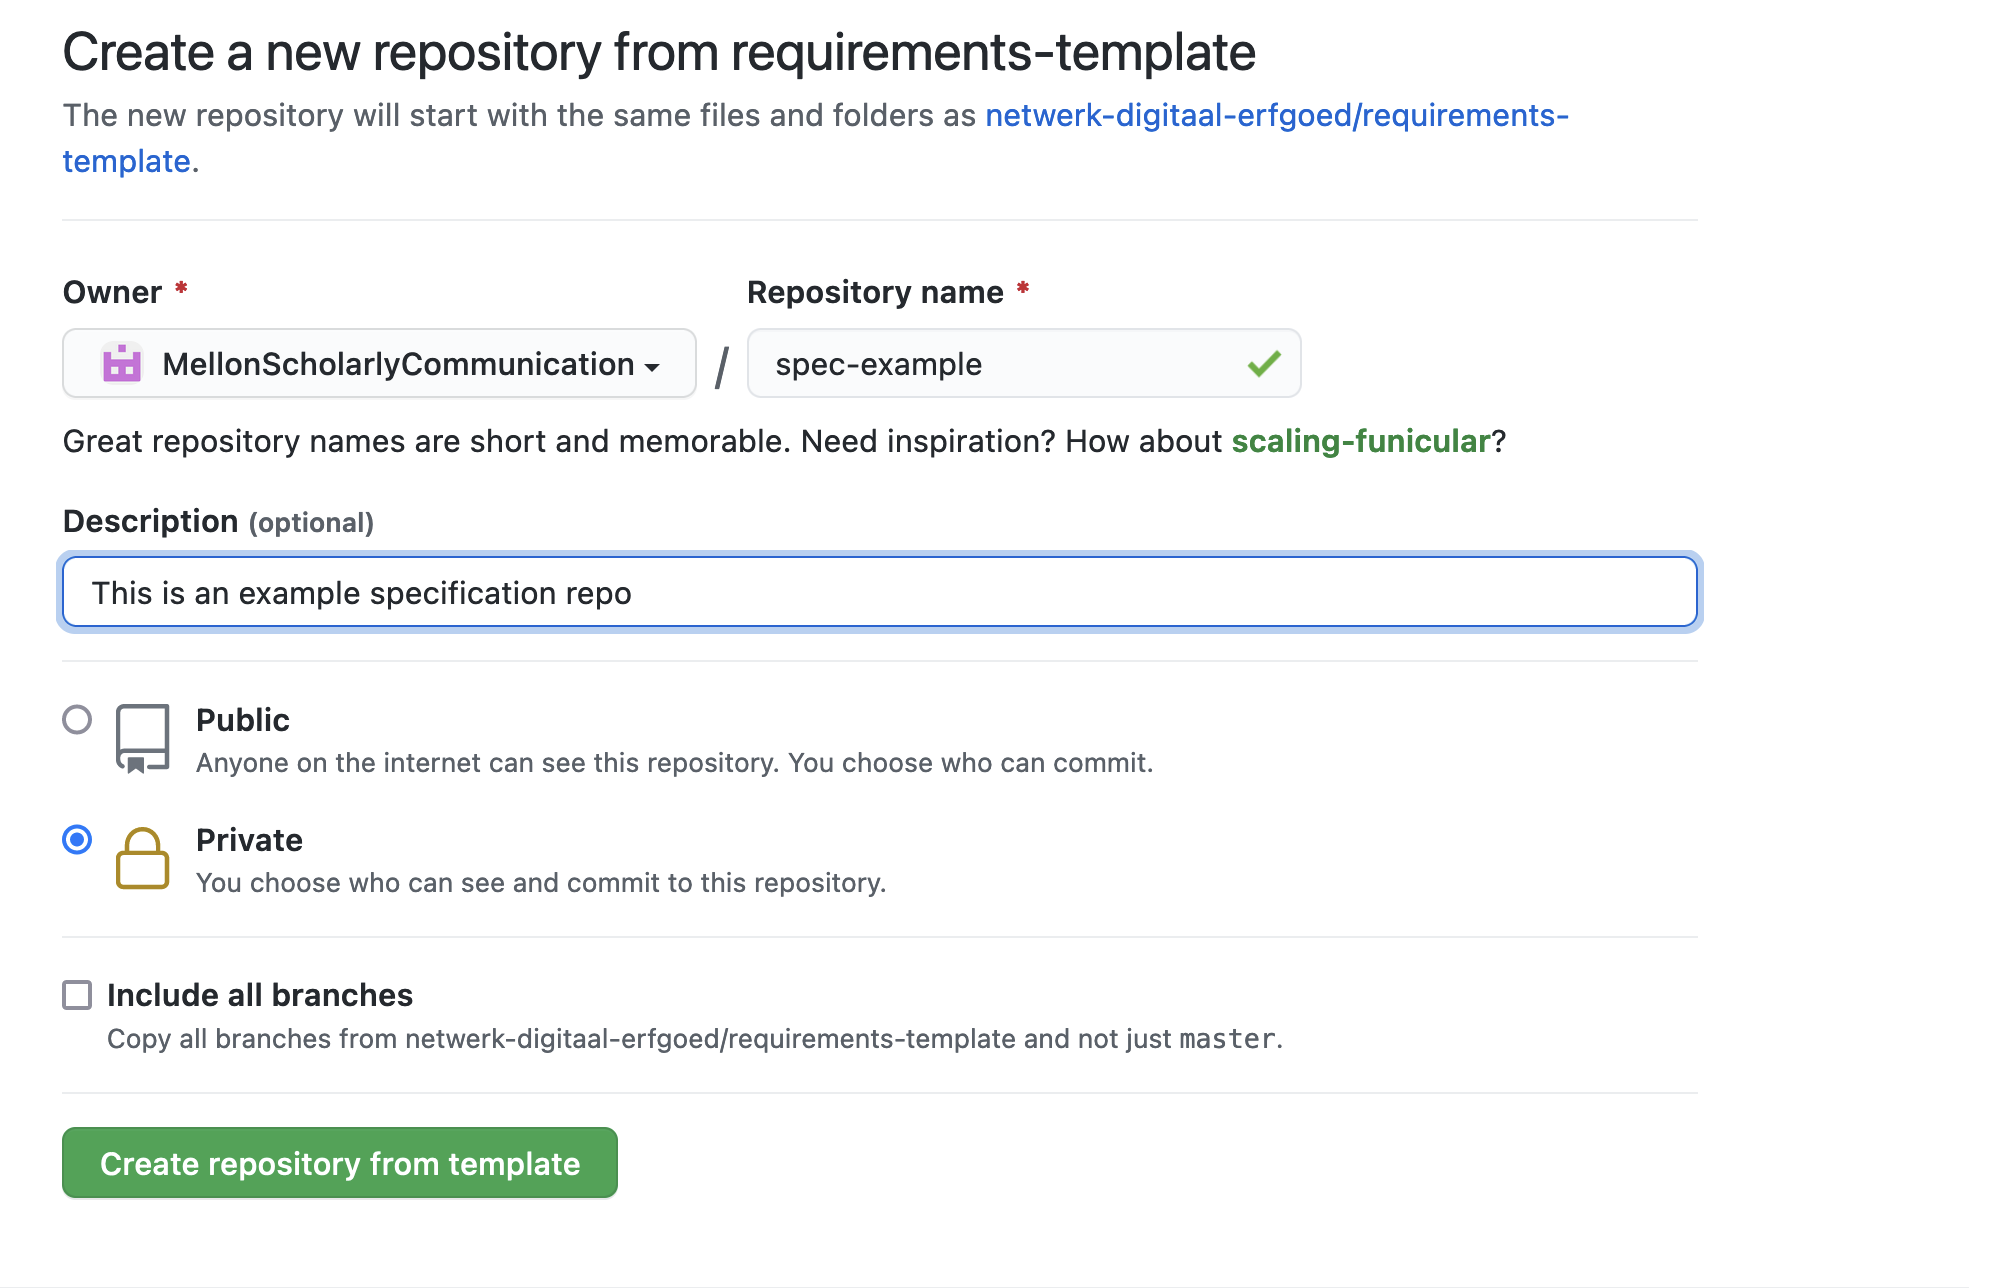 Create a new repository from requirements-template
The new repository will start with the same files and folders as netwerk-digitaal-erfgoed/requirements-
template.
Owner * Repository name *
MellonScholarlyCommunication / spec-example
Great repository names are short and memorable. Need inspiration? How about scaling-funicular?
Description (optional)
This is an example specification repo
Public
Anyone on the internet can see this repository. You choose who can commit.
Private
You choose who can see and commit to this repository.
Include all branches
Copy all branches from netwerk-digitaal-erfgoed/requirements-template and not just master.
Create repository from template